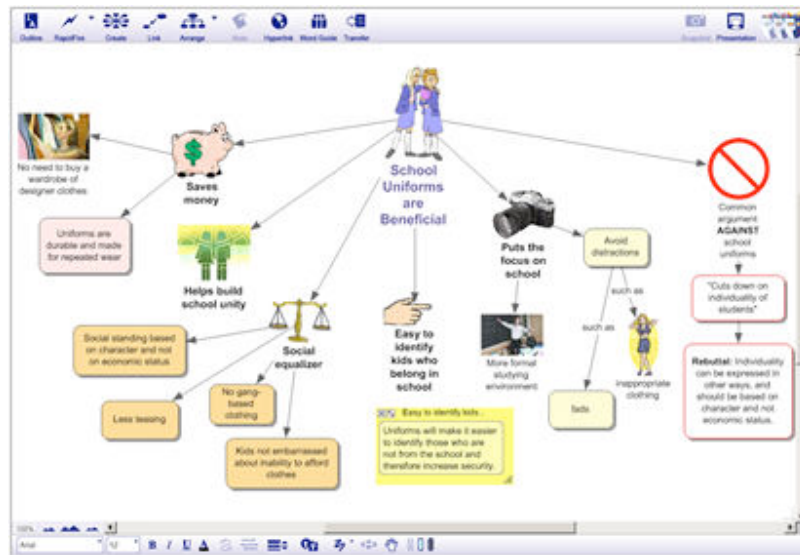 Outline RapidFire Create Link Arrange Note Hyperlink Word Guide Transfer Snapshot Presentation
School
Uniforms
are
Beneficial
Saves
money
No need to buy a
wardrobe of
designer clothes
Uniforms are
durable and made
for repeated wear
Helps build
school unity
Social
equalizer
Social standing based
on character and not
on economic status
Less teasing
No gang-
based
clothing
Kids not embarrassed
about inability to afford
clothes
Easy to
identify
kids who
belong in
school
Easy to identify kids...
Uniforms will make it easier
to identify those who are
not from the school and
therefore increase security.
Puts the
focus on
school
More formal
studying
environment
Avoid
distractions
such as
fads
such as
inappropriate
clothing
Common
argument
AGAINST
school
uniforms
"Cuts down on
individuality of
students"
Rebuttal: Individuality
can be expressed in
other ways, and
should be based on
character and not
economic status.
100%
Arial 12 B I U A